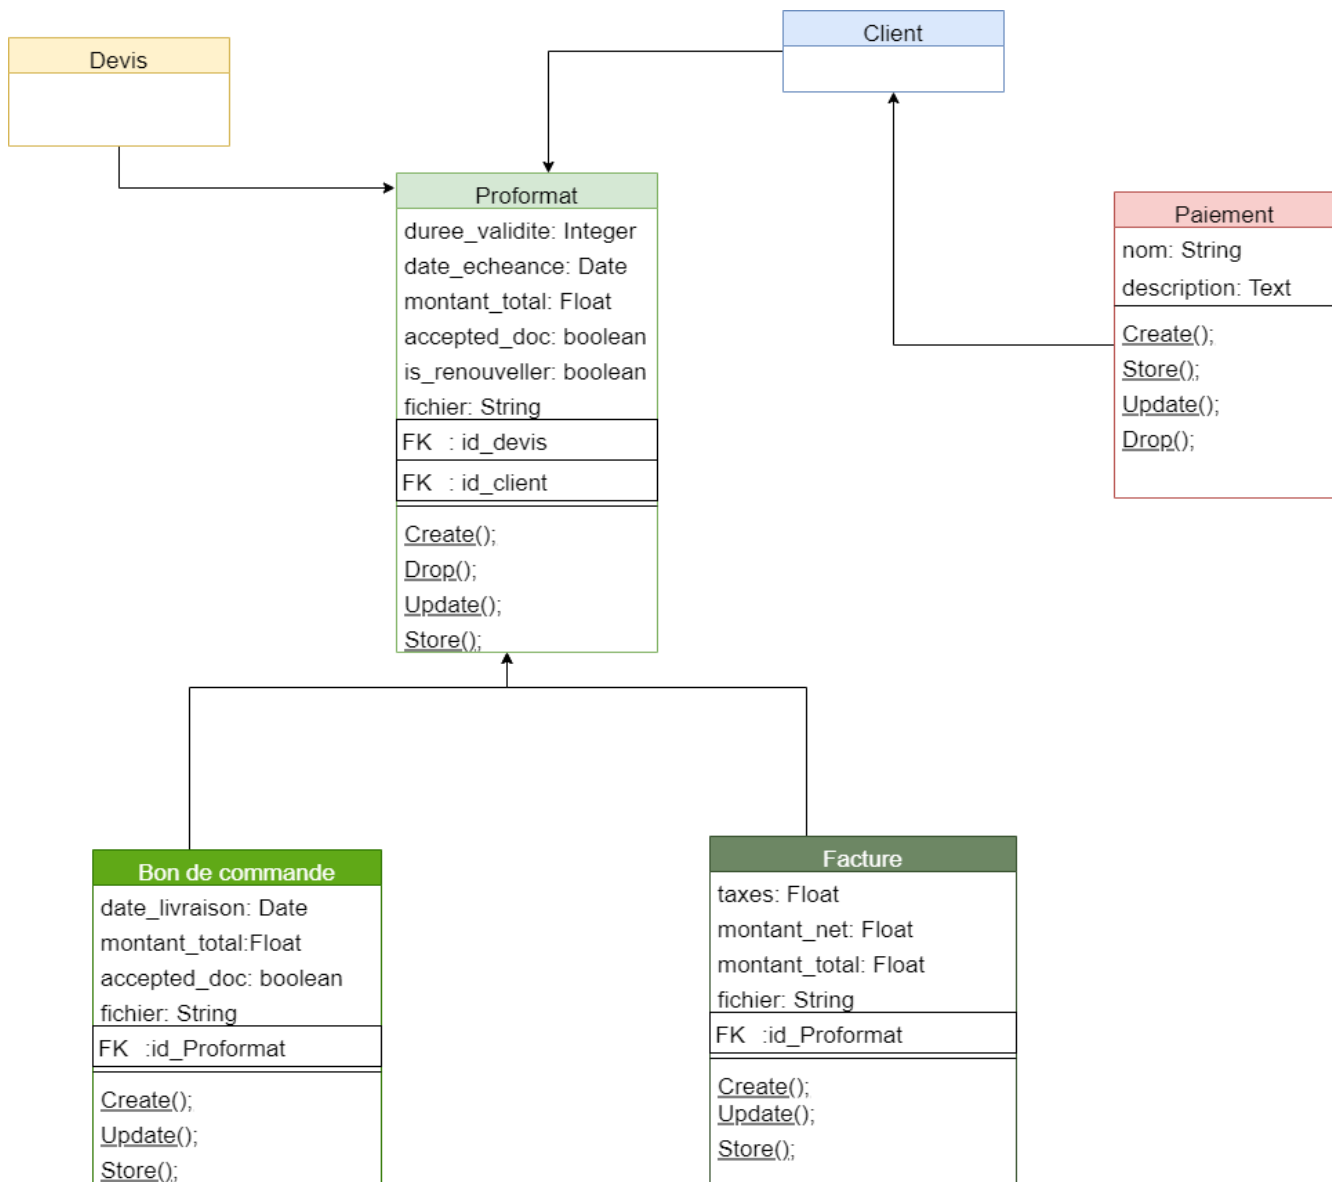 Devis
Client
Proformat
duree_validite: Integer
date_echeance: Date
montant_total: Float
accepted_doc: boolean
is_renouveller: boolean
fichier: String
FK : id_devis
FK : id_client
Create();
Drop();
Update();
Store();
Paiement
nom: String
description: Text
Create();
Store();
Update();
Drop();
Bon de commande
date_livraison: Date
montant_total:Float
accepted_doc: boolean
fichier: String
FK :id_Proformat
Create();
Update();
Store();
Facture
taxes: Float
montant_net: Float
montant_total: Float
fichier: String
FK :id_Proformat
Create();
Update();
Store();